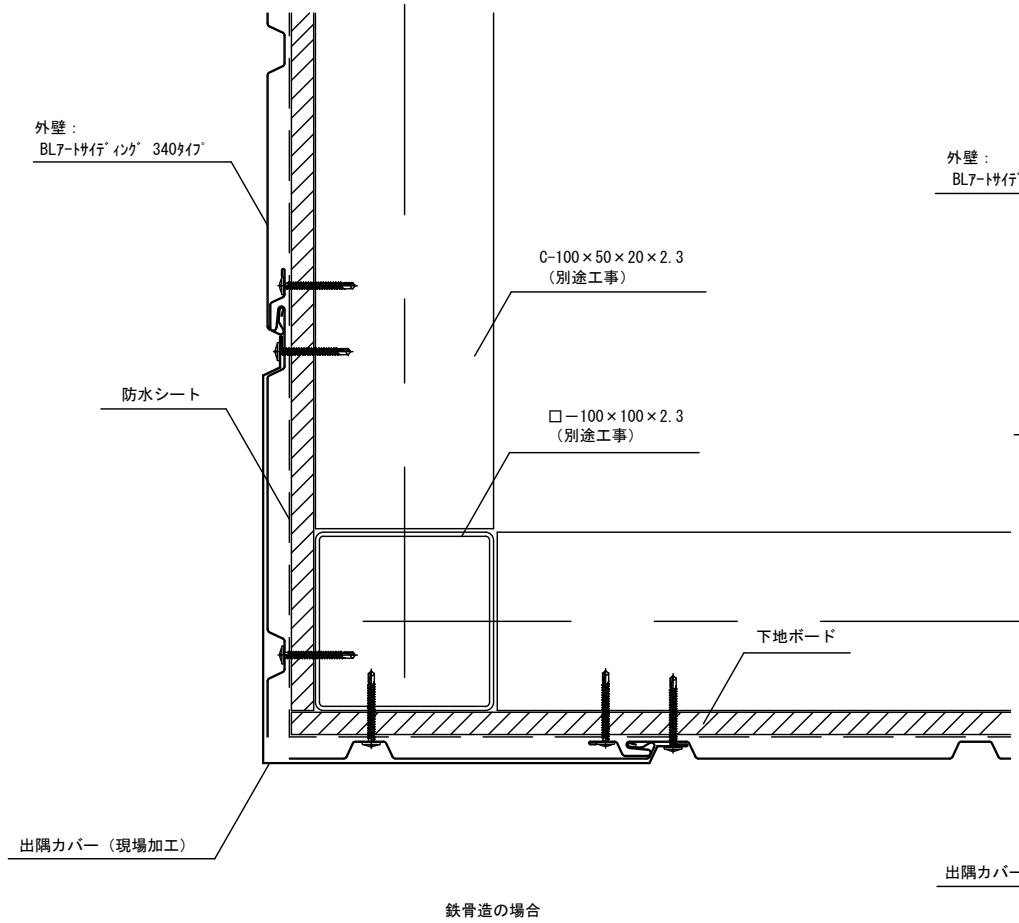 外壁：
BLｱｰﾄｻｲﾃﾞｨﾝｸﾞ 340ﾀｲﾌﾟ
外壁：
BLｱｰﾄｻｲﾃﾞ
C-100×50×20×2.3
（別途工事）
防水シート
□－100×100×2.3
（別途工事）
下地ボード
出隅カバー（現場加工）
出隅カバー
鉄骨造の場合